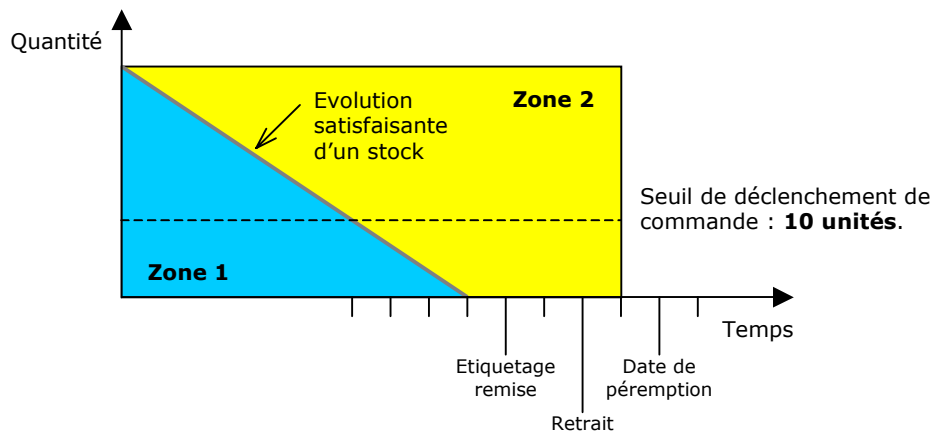 Quantité
Evolution
satisfaisante
d'un stock
Zone 2
Seuil de déclenchement de
commande : 10 unités.
Zone 1
Temps
Etiquetage
remise
Date de
péremption
Retrait